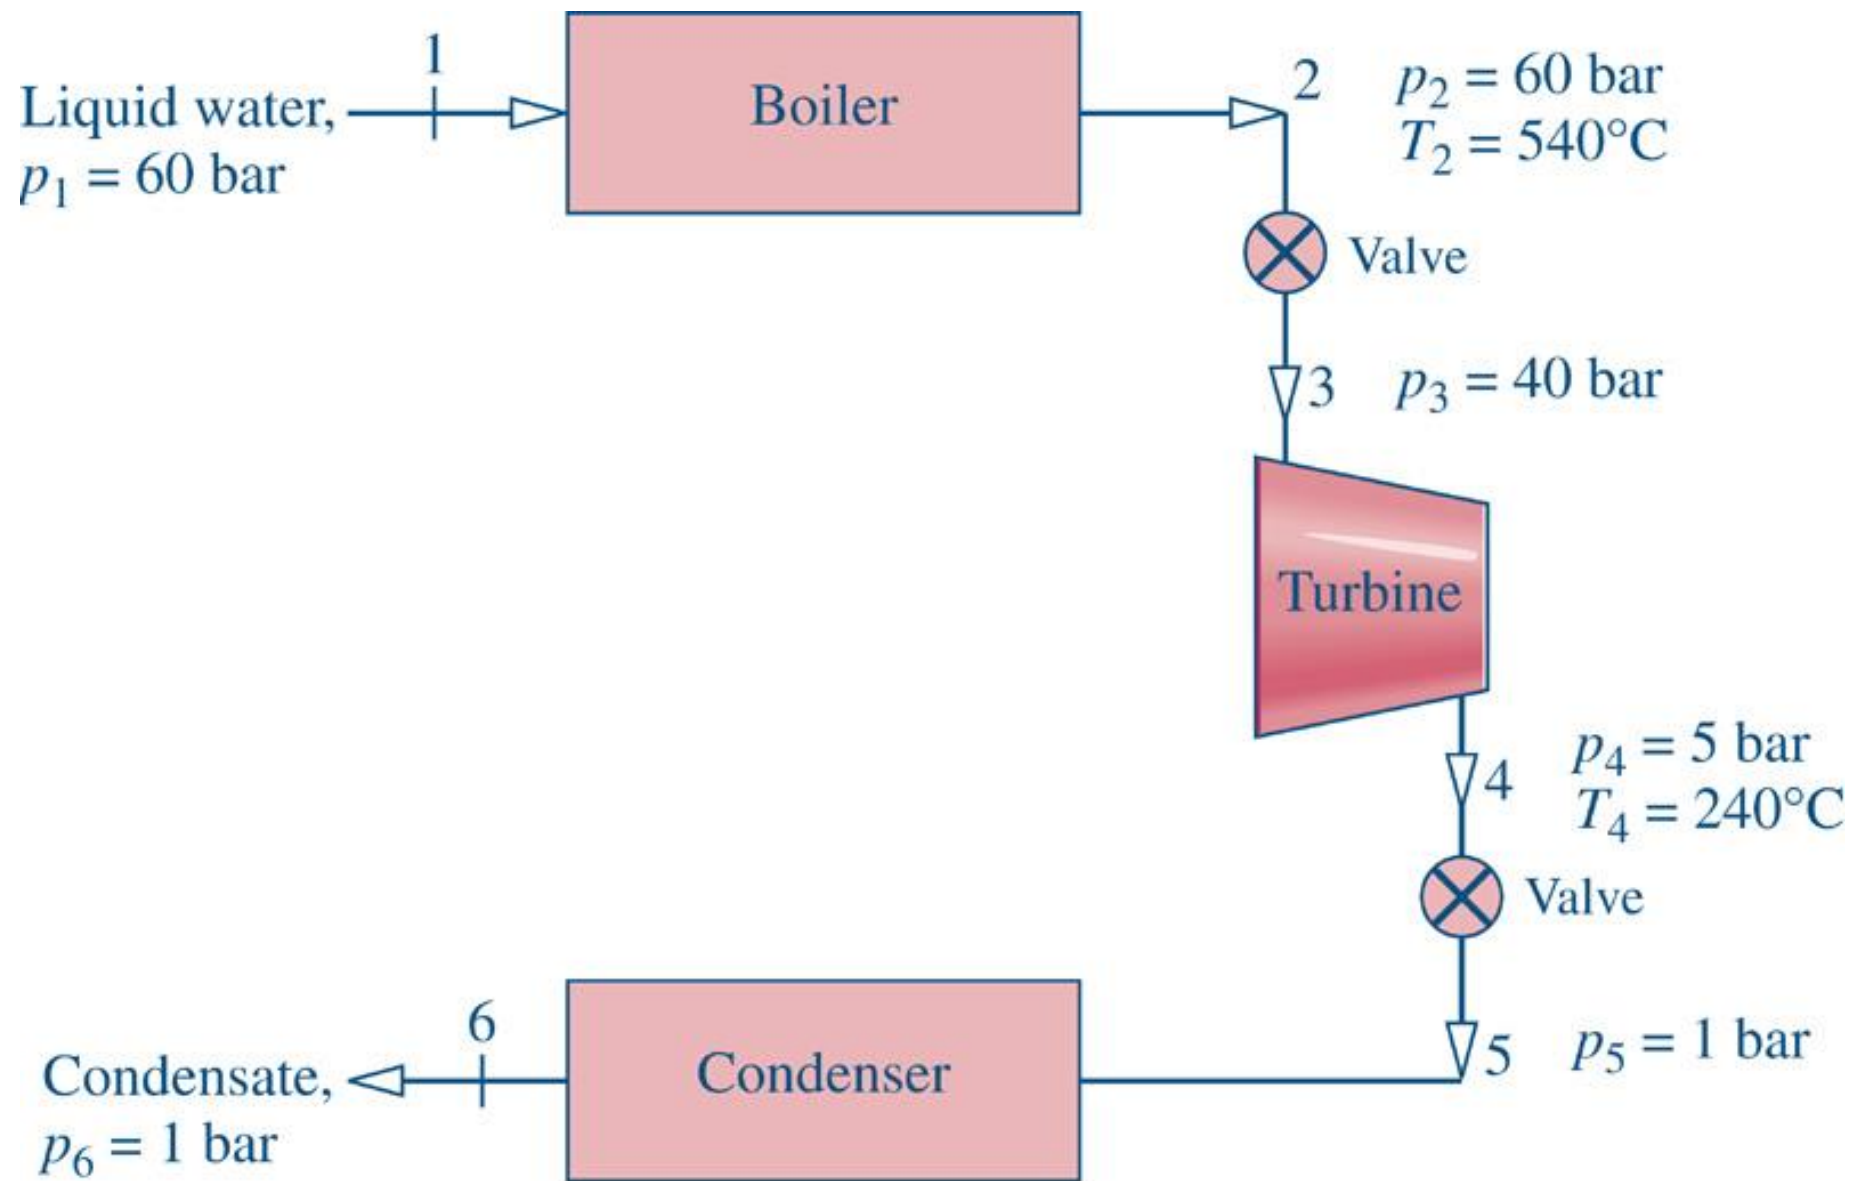 1
Liquid water,
p₁ = 60 bar
Boiler
2
p₂ = 60 bar
T₂ = 540°C
Valve
3
p₃ = 40 bar
Turbine
4
p₄ = 5 bar
T₄ = 240°C
Valve
5
p₅ = 1 bar
Condenser
6
Condensate,
p₆ = 1 bar